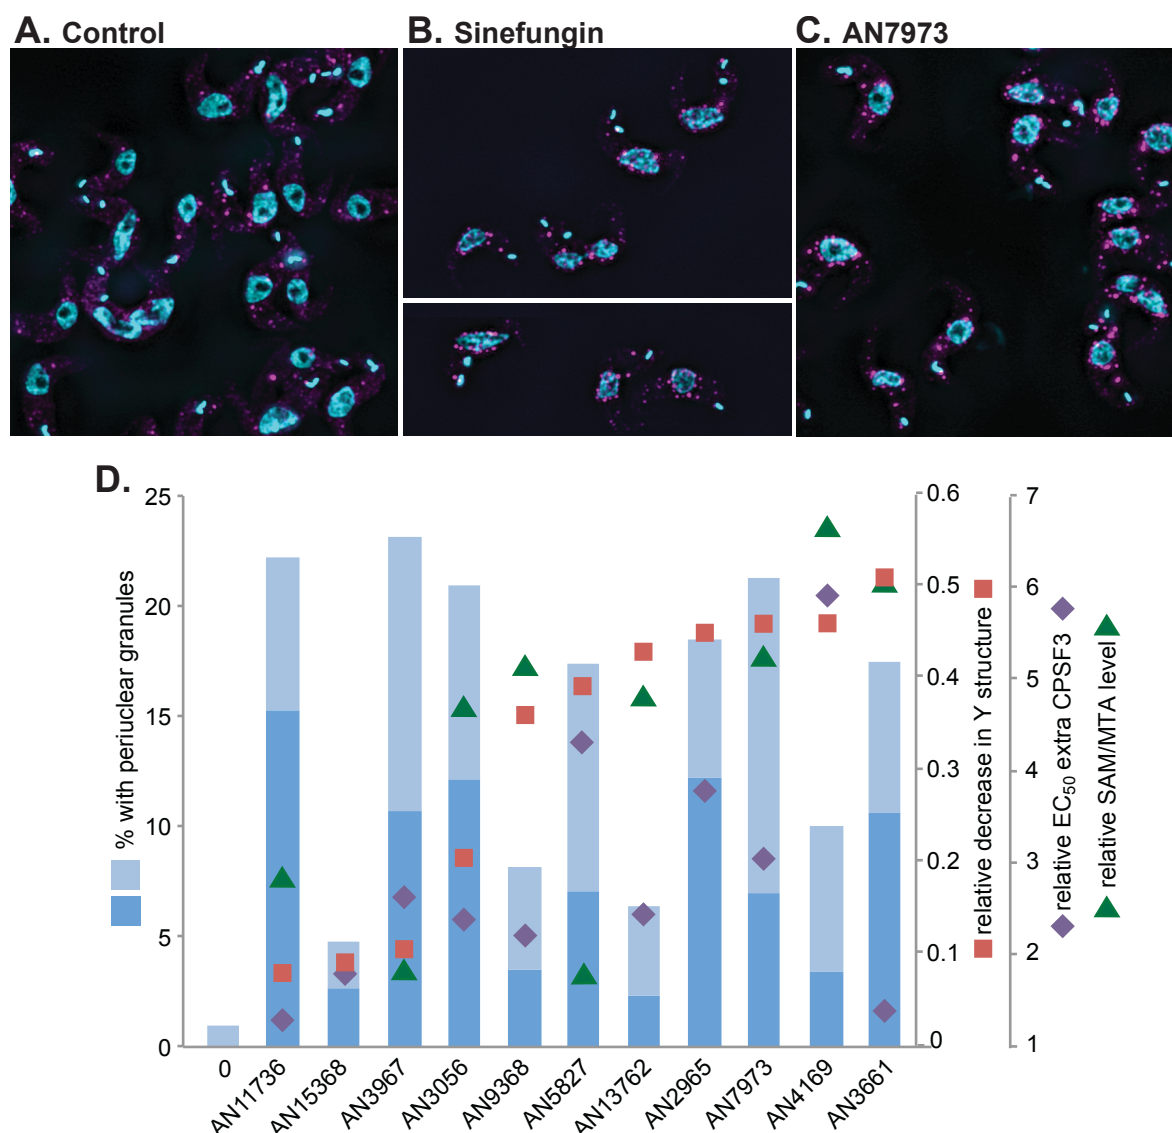 A. Control
B. Sinefungin
C. AN7973
D.
% with periuclear granules
25
20
15
10
5
0
0.6
0.5
0.4
0.3
0.2
0.1
0
relative decrease in Y structure
7
6
5
4
3
2
1
relative EC50 extra CPSF3
relative SAM/MTA level
0
AN11736
AN15368
AN3967
AN3056
AN9368
AN5827
AN13762
AN2965
AN7973
AN4169
AN3661